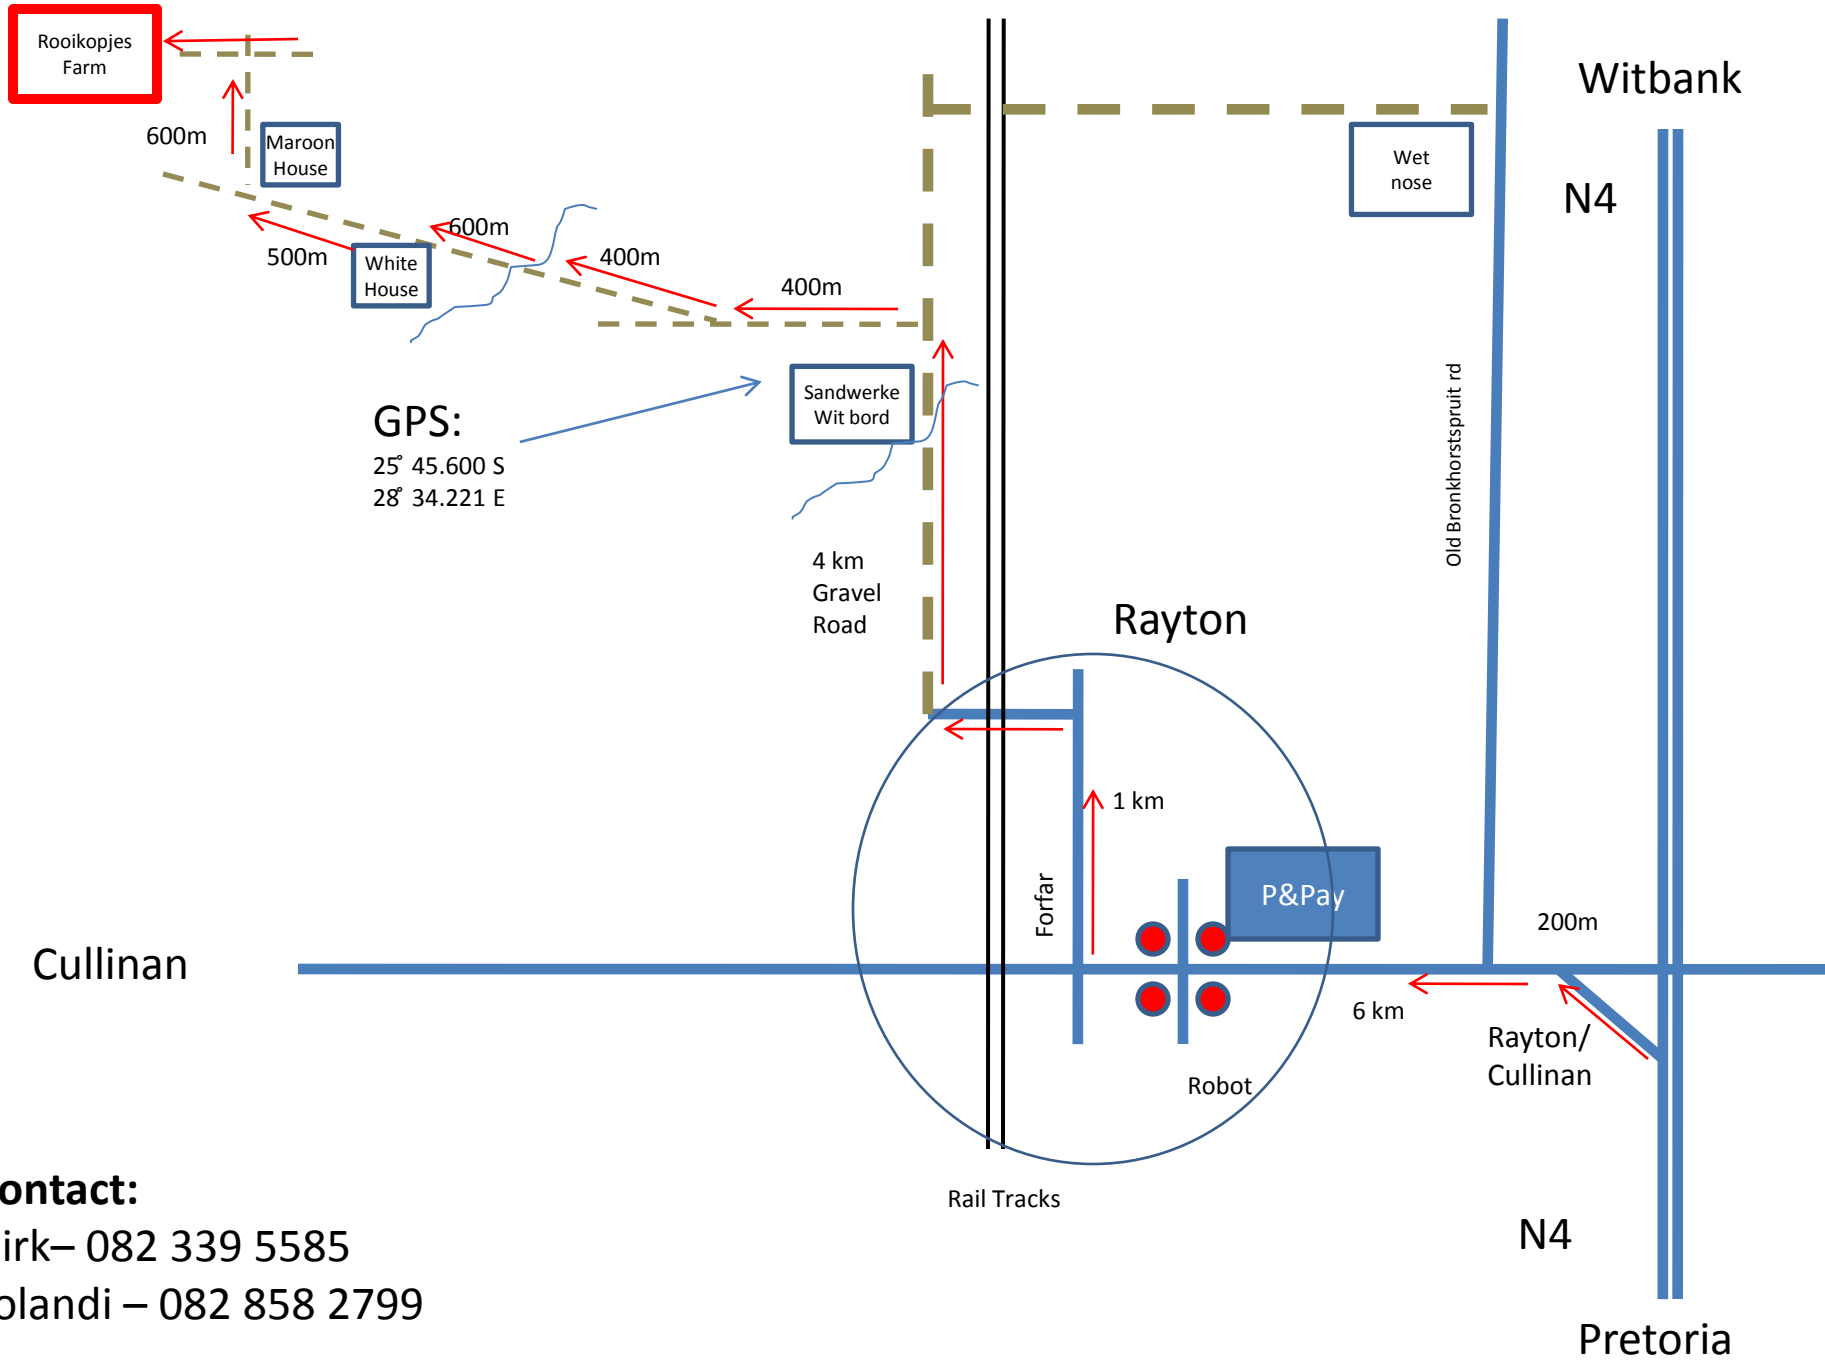 Rooikopjes
Farm
Witbank
600m
Maroon
House
Wet
nose
N4
600m
500m
White
House
400m
400m
GPS:
25° 45.600 S
28° 34.221 E
Sandwerke
Wit bord
Old Bronkhorstspruit rd
4 km
Gravel
Road
Rayton
1 km
Forfar
P&Pay
200m
Cullinan
6 km
Rayton/
Cullinan
Robot
Rail Tracks
ontact:
irk– 082 339 5585
olandi – 082 858 2799
N4
Pretoria